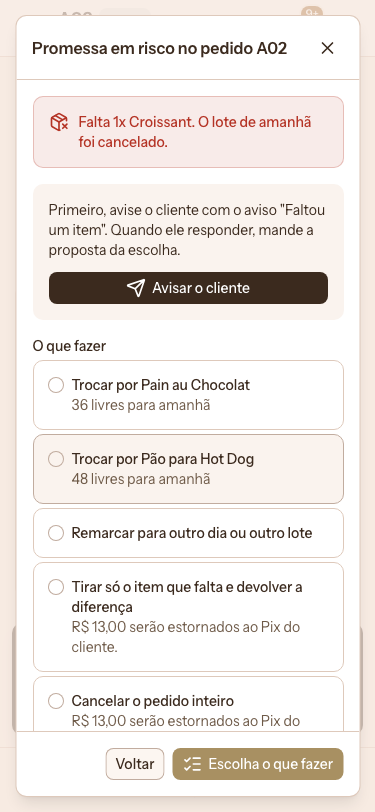 Promessa em risco no pedido A02
Falta 1x Croissant. O lote de amanhã
foi cancelado.
Primeiro, avise o cliente com o aviso "Faltou
um item". Quando ele responder, mande a
proposta da escolha.
Avisar o cliente
O que fazer
Trocar por Pain au Chocolat
36 livres para amanhã
Trocar por Pão para Hot Dog
48 livres para amanhã
Remarcar para outro dia ou outro lote
Tirar só o item que falta e devolver a
diferença
R$ 13,00 serão estornados ao Pix do
cliente.
Cancelar o pedido inteiro
R$ 13,00 serão estornados ao Pix do
Voltar
Escolha o que fazer